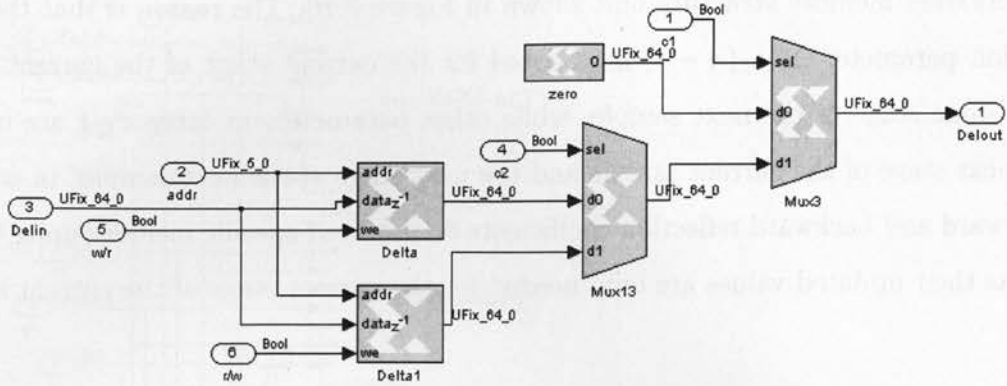 1
Bool
c1
UFix_64_0
0
zero
sel
d0
d1
UFix_64_0
1
Delout
Mux3
4
Bool
c2
sel
d0
d1
UFix_64_0
Mux13
2
addr
UFix_5_0
3
Delin
UFix_64_0
5
w/r
Bool
addr
data
z-1
we
Delta
UFix_64_0
addr
data
z-1
we
Delta1
UFix_64_0
6
r/w
Bool